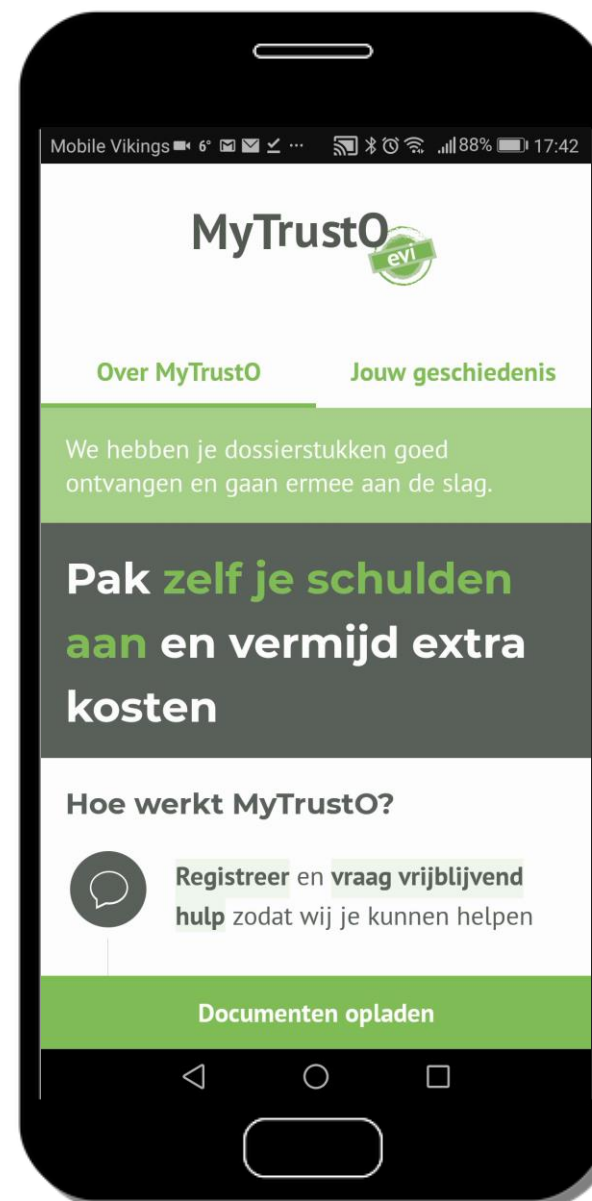 Mobile Vikings 6° 88% 17:42
MyTrustO
evi
Over MyTrustO Jouw geschiedenis
We hebben je dossierstukken goed
ontvangen en gaan ermee aan de slag.
Pak zelf je schulden
aan en vermijd extra
kosten
Hoe werkt MyTrustO?
Registreer en vraag vrijblijvend
hulp zodat wij je kunnen helpen
Documenten opladen